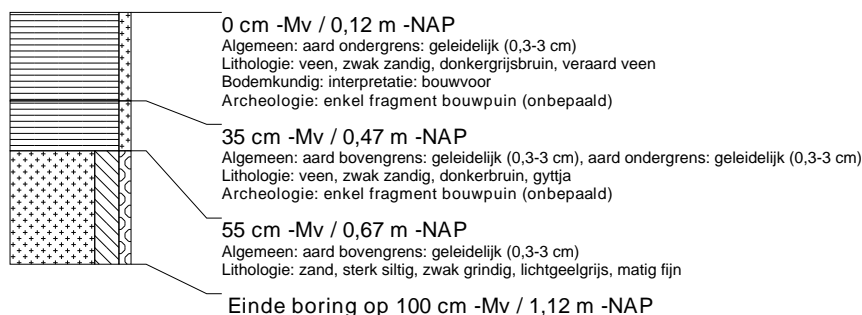 0 cm -Mv / 0,12 m -NAP
Algemeen: aard ondergrens: geleidelijk (0,3-3 cm)
Lithologie: veen, zwak zandig, donkergrijsbruin, veraard veen
Bodemkundig: interpretatie: bouwvoor
Archeologie: enkel fragment bouwpuin (onbepaald)
35 cm -Mv / 0,47 m -NAP
Algemeen: aard bovengrens: geleidelijk (0,3-3 cm), aard ondergrens: geleidelijk (0,3-3 cm)
Lithologie: veen, zwak zandig, donkerbruin, gyttja
Archeologie: enkel fragment bouwpuin (onbepaald)
55 cm -Mv / 0,67 m -NAP
Algemeen: aard bovengrens: geleidelijk (0,3-3 cm)
Lithologie: zand, sterk siltig, zwak grindig, lichtgeelgrijs, matig fijn
Einde boring op 100 cm -Mv / 1,12 m -NAP